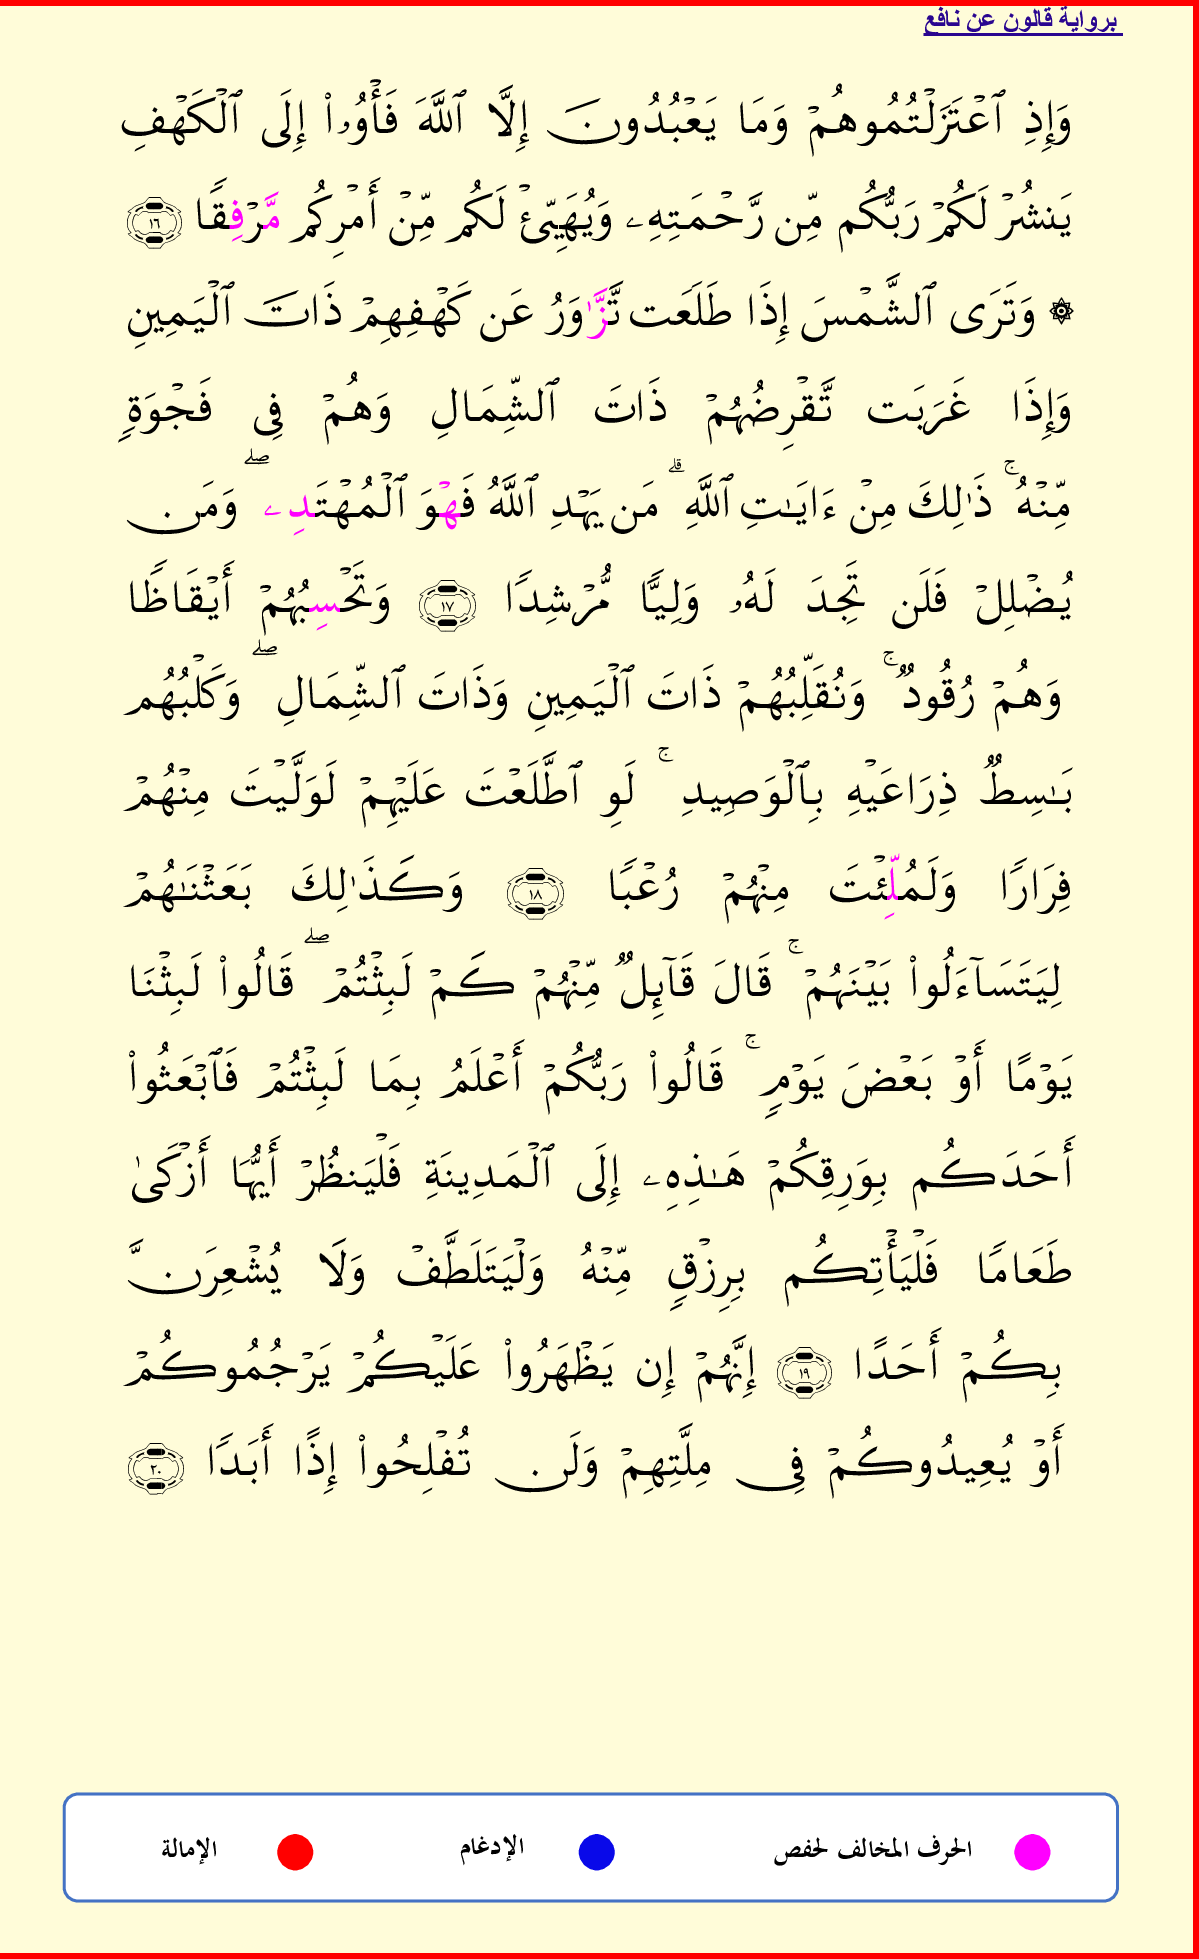 برواية قالون عن نافع
وَإِذِ ٱعْتَزَلْتُمُوهُمْ وَمَا يَعْبُدُونَ إِلَّا ٱللَّهَ فَأْوُۥاْ إِلَى ٱلْكَهْفِ
يَنشُرْ لَكُمْ رَبُّكُم مِّن رَّحْمَتِهِۦ وَيُهَيِّئْ لَكُم مِّنْ أَمْرِكُم مَّرْفِقًا ١٦
۞ وَتَرَى ٱلشَّمْسَ إِذَا طَلَعَت تَّزَّٰوَرُ عَن كَهْفِهِمْ ذَاتَ ٱلْيَمِينِ
وَإِذَا غَرَبَت تَّقْرِضُهُمْ ذَاتَ ٱلشِّمَالِ وَهُمْ فِى فَجْوَةٍ
مِّنْهُ ۚ ذَٰلِكَ مِنْ ءَايَـٰتِ ٱللَّهِ ۗ مَن يَهْدِ ٱللَّهُ فَهْوَ ٱلْمُهْتَدِۦ ۖ وَمَن
يُضْلِلْ فَلَن تَجِدَ لَهُۥ وَلِيًّا مُّرْشِدًا ١٧ وَتَحْسِبُهُمْ أَيْقَاظًا
وَهُمْ رُقُودٌ ۚ وَنُقَلِّبُهُمْ ذَاتَ ٱلْيَمِينِ وَذَاتَ ٱلشِّمَالِ ۖ وَكَلْبُهُم
بَـٰسِطٌ ذِرَاعَيْهِ بِٱلْوَصِيدِ ۚ لَوِ ٱطَّلَعْتَ عَلَيْهِمْ لَوَلَّيْتَ مِنْهُمْ
فِرَارًا وَلَمُلِّئْتَ مِنْهُمْ رُعْبًا ١٨ وَكَذَٰلِكَ بَعَثْنَـٰهُمْ
لِيَتَسَآءَلُواْ بَيْنَهُمْ ۚ قَالَ قَآئِلٌ مِّنْهُمْ كَمْ لَبِثْتُمْ ۖ قَالُواْ لَبِثْنَا
يَوْمًا أَوْ بَعْضَ يَوْمٍ ۚ قَالُواْ رَبُّكُمْ أَعْلَمُ بِمَا لَبِثْتُمْ فَٱبْعَثُواْ
أَحَدَكُم بِوَرِقِكُمْ هَـٰذِهِۦ إِلَى ٱلْمَدِينَةِ فَلْيَنظُرْ أَيُّهَا أَزْكَىٰ
طَعَامًا فَلْيَأْتِكُم بِرِزْقٍ مِّنْهُ وَلْيَتَلَطَّفْ وَلَا يُشْعِرَنَّ
بِكُمْ أَحَدًا ١٩ إِنَّهُمْ إِن يَظْهَرُواْ عَلَيْكُمْ يَرْجُمُوكُمْ
أَوْ يُعِيدُوكُمْ فِى مِلَّتِهِمْ وَلَن تُفْلِحُواْ إِذًا أَبَدًا ٢٠
الحرف المخالف لحفص الإدغام الإمالة